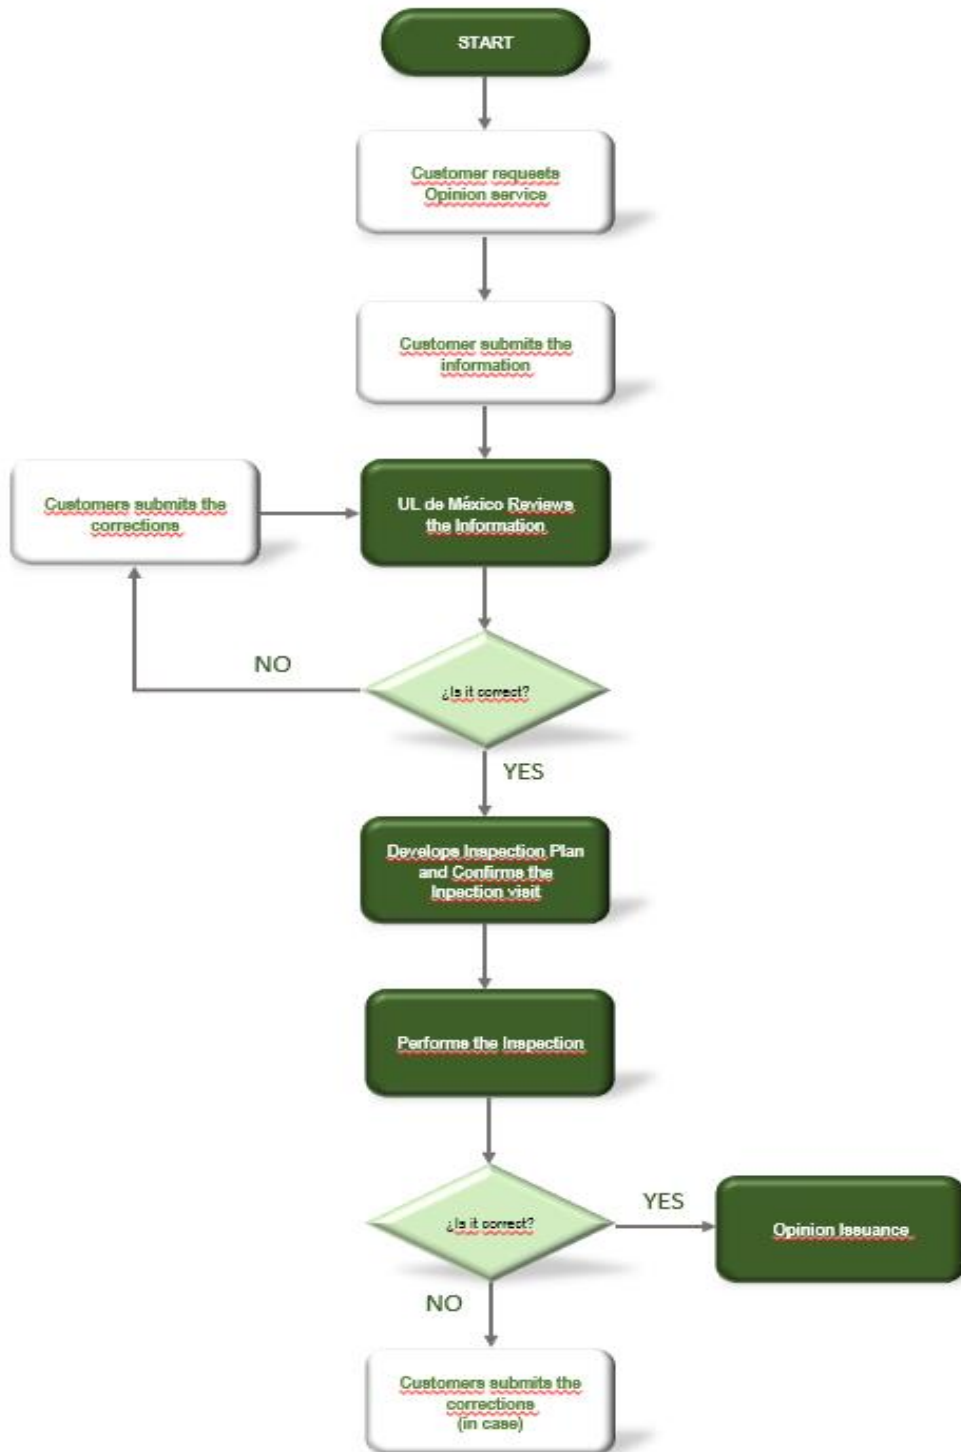 START
Customer requests
Opinion service
Customer submits the
information
Customers submits the
corrections
UL de México Reviews
the Information
NO
¿Is it correct?
YES
Develops Inspection Plan
and Confirms the
Inpection visit
Performs the Inspection
¿Is it correct?
YES
Opinion Issuance
NO
Customers submits the
corrections
(in case)